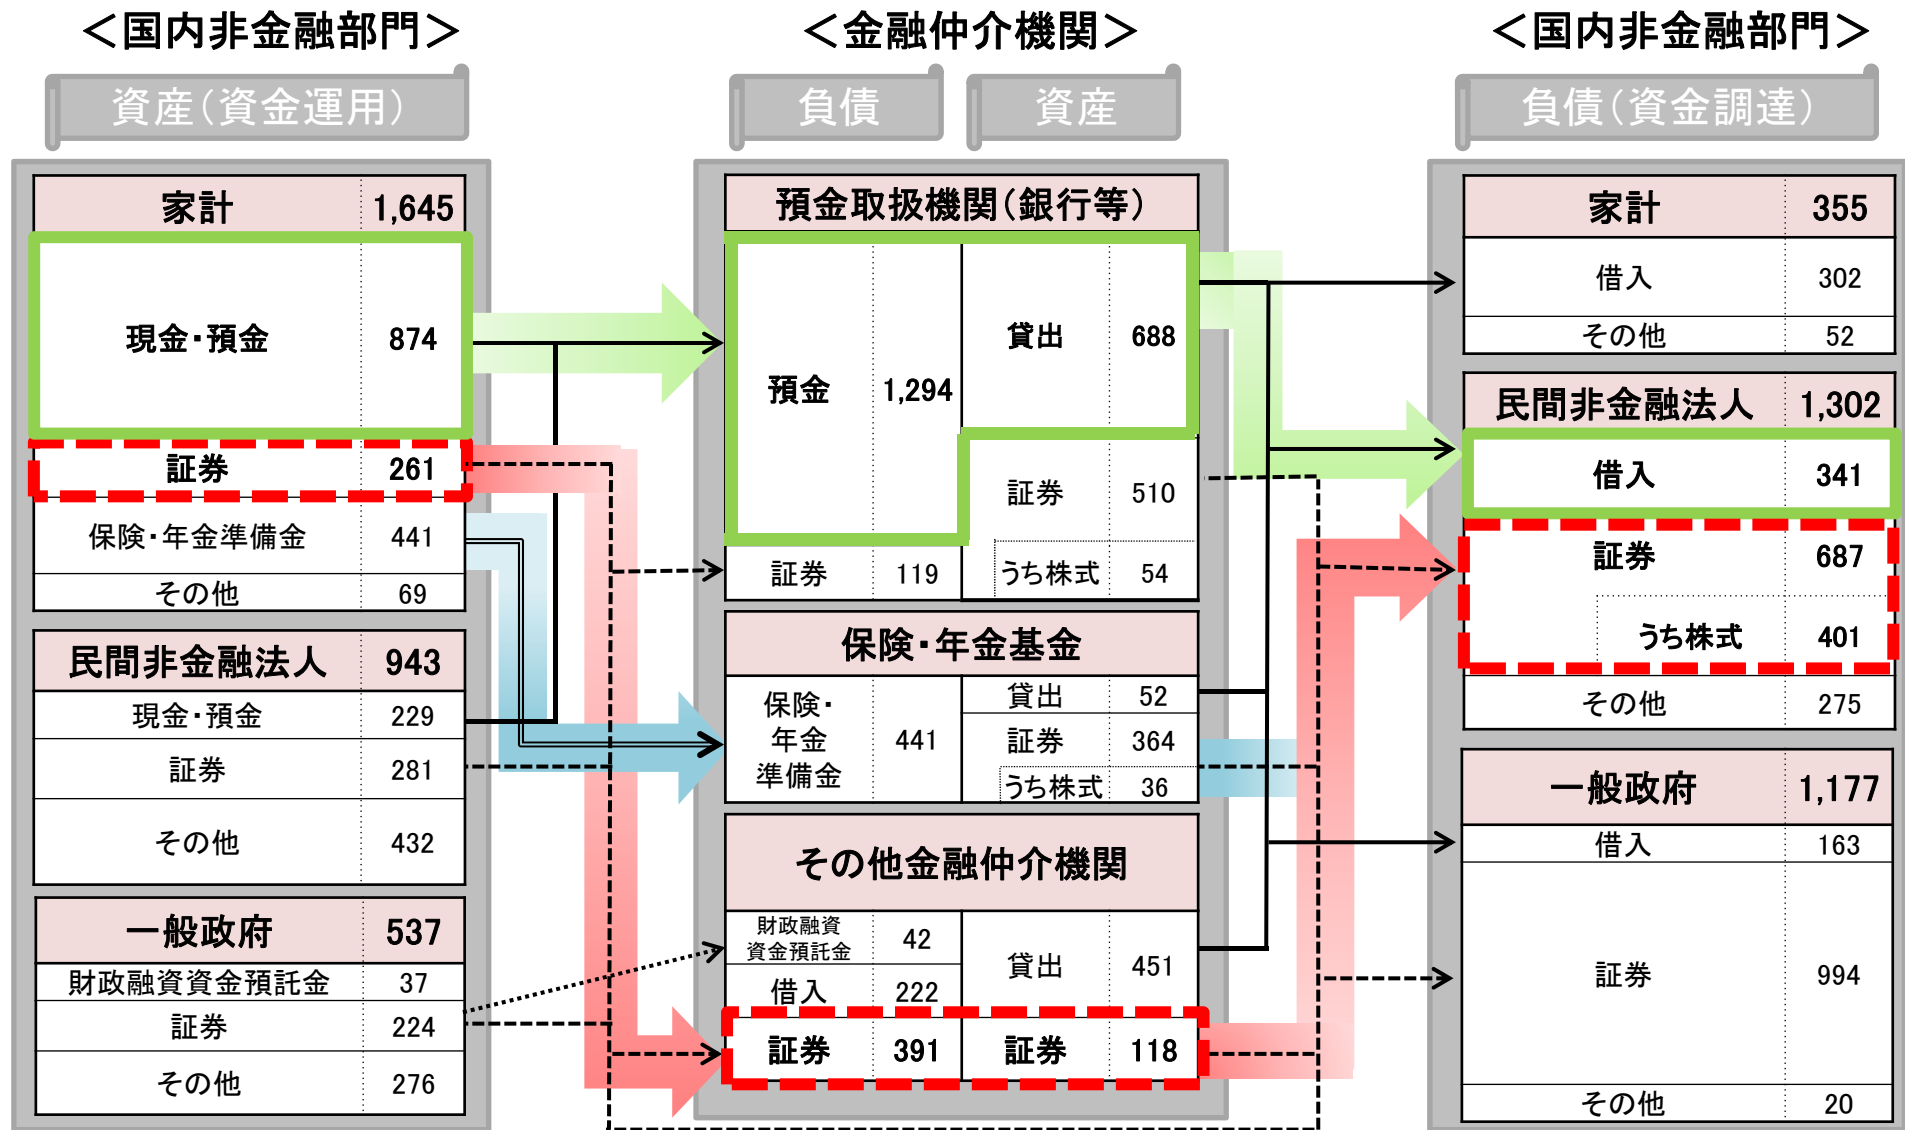 ＜国内非金融部門＞
資産（資金運用）
家計 1,645
現金・預金 874
証券 261
保険・年金準備金 441
その他 69
民間非金融法人 943
現金・預金 229
証券 281
その他 432
一般政府 537
財政融資資金預託金 37
証券 224
その他 276
＜金融仲介機関＞
負債 資産
預金取扱機関（銀行等）
預金 1,294
証券 119
貸出 688
証券 510
うち株式 54
保険・年金基金
保険・
年金
準備金
441
貸出 52
証券 364
うち株式 36
その他金融仲介機関
財政融資
資金預託金
42
借入 222
証券 391
貸出 451
証券 118
＜国内非金融部門＞
負債（資金調達）
家計 355
借入 302
その他 52
民間非金融法人 1,302
借入 341
証券 687
うち株式 401
その他 275
一般政府 1,177
借入 163
証券 994
その他 20